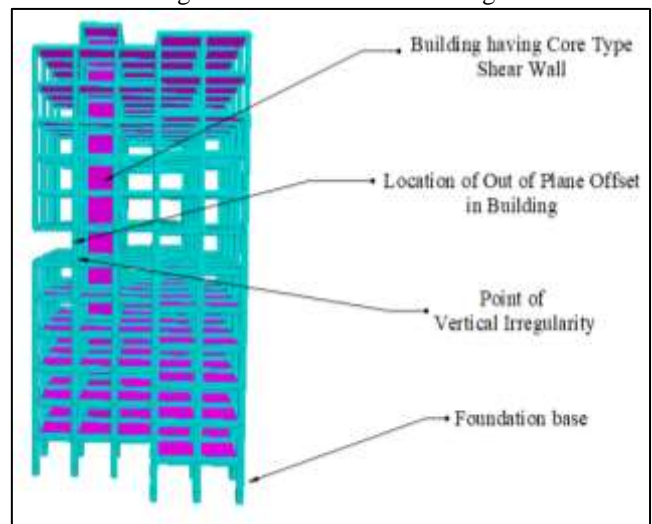 Building having Core Type
Shear Wall
Location of Out of Plane Offset
in Building
Point of
Vertical Irregularity
Foundation base